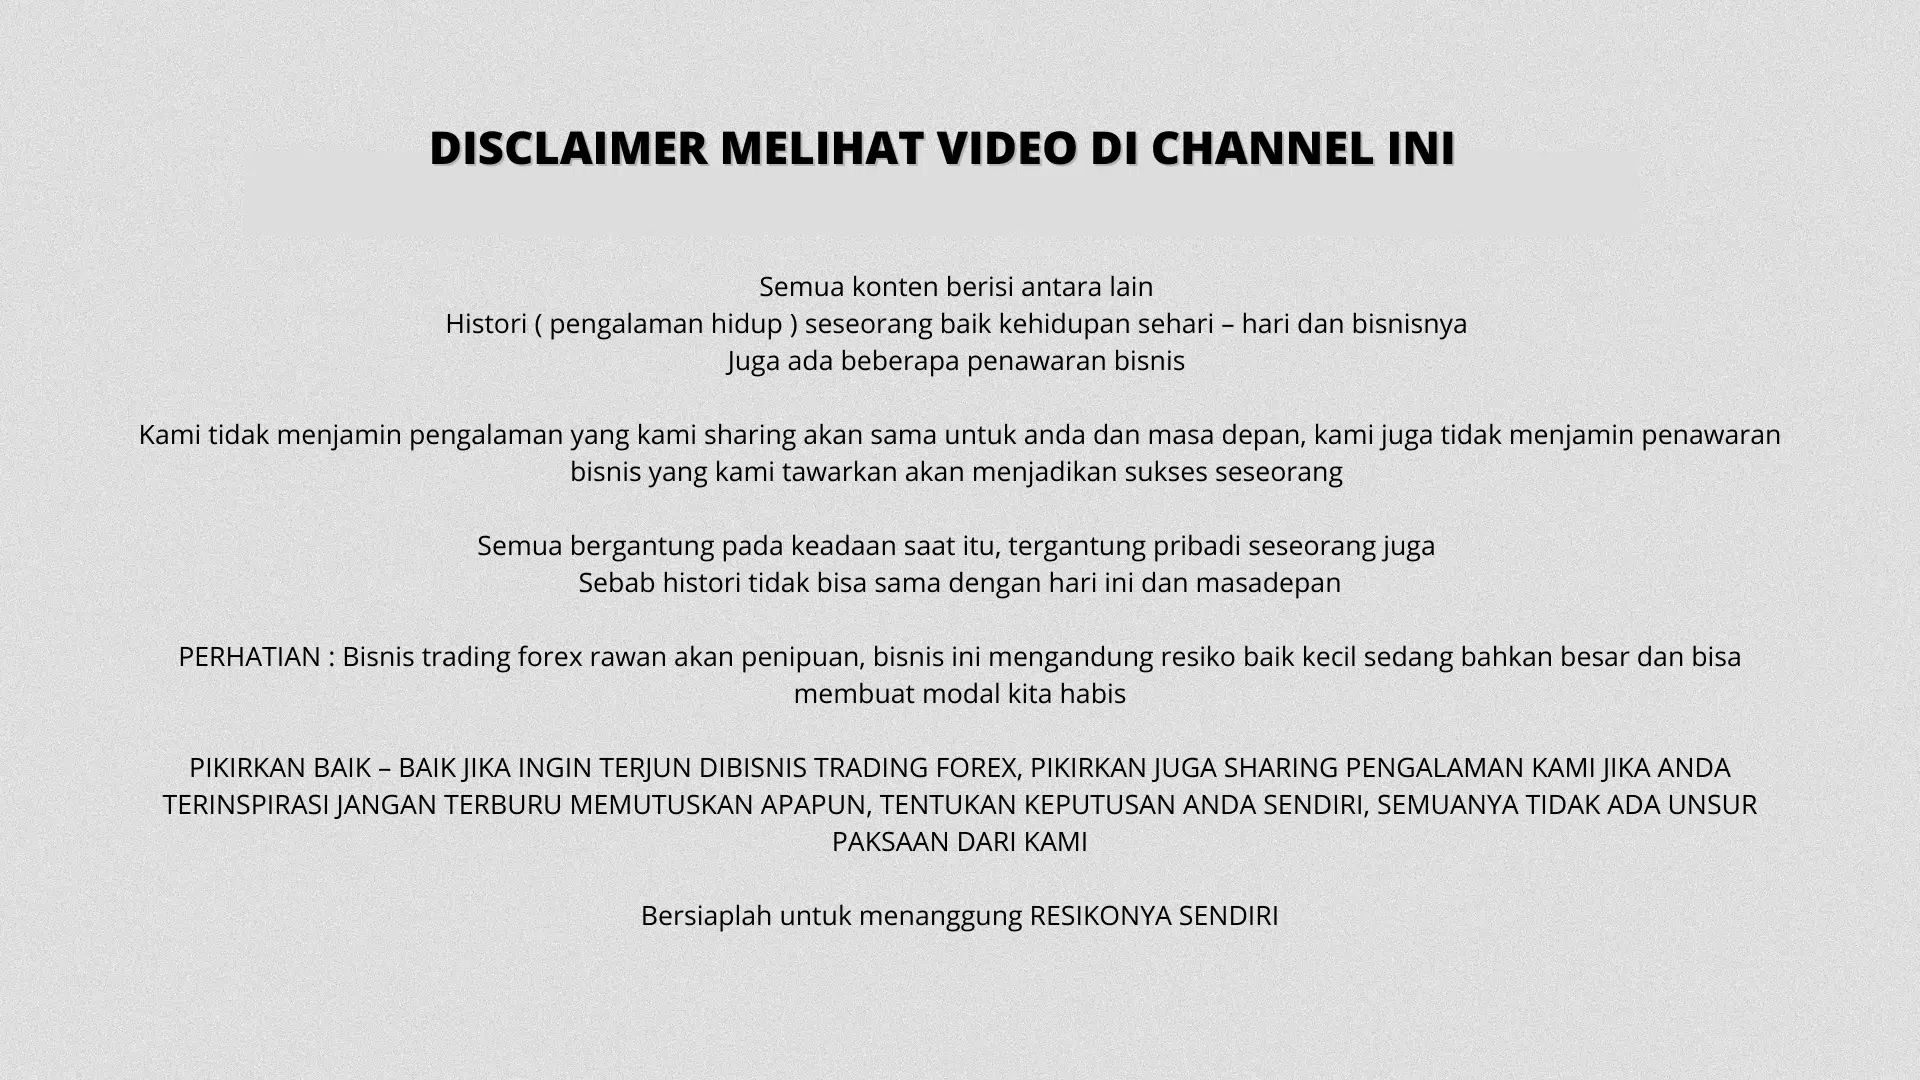 DISCLAIMER MELIHAT VIDEO DI CHANNEL INI
Semua konten berisi antara lain
Histori ( pengalaman hidup ) seseorang baik kehidupan sehari – hari dan bisnisnya
Juga ada beberapa penawaran bisnis
Kami tidak menjamin pengalaman yang kami sharing akan sama untuk anda dan masa depan, kami juga tidak menjamin penawaran
bisnis yang kami tawarkan akan menjadikan sukses seseorang
Semua bergantung pada keadaan saat itu, tergantung pribadi seseorang juga
Sebab histori tidak bisa sama dengan hari ini dan masadepan
PERHATIAN : Bisnis trading forex rawan akan penipuan, bisnis ini mengandung resiko baik kecil sedang bahkan besar dan bisa
membuat modal kita habis
PIKIRKAN BAIK – BAIK JIKA INGIN TERJUN DIBISNIS TRADING FOREX, PIKIRKAN JUGA SHARING PENGALAMAN KAMI JIKA ANDA
TERINSPIRASI JANGAN TERBURU MEMUTUSKAN APAPUN, TENTUKAN KEPUTUSAN ANDA SENDIRI, SEMUANYA TIDAK ADA UNSUR
PAKSAAN DARI KAMI
Bersiaplah untuk menanggung RESIKONYA SENDIRI